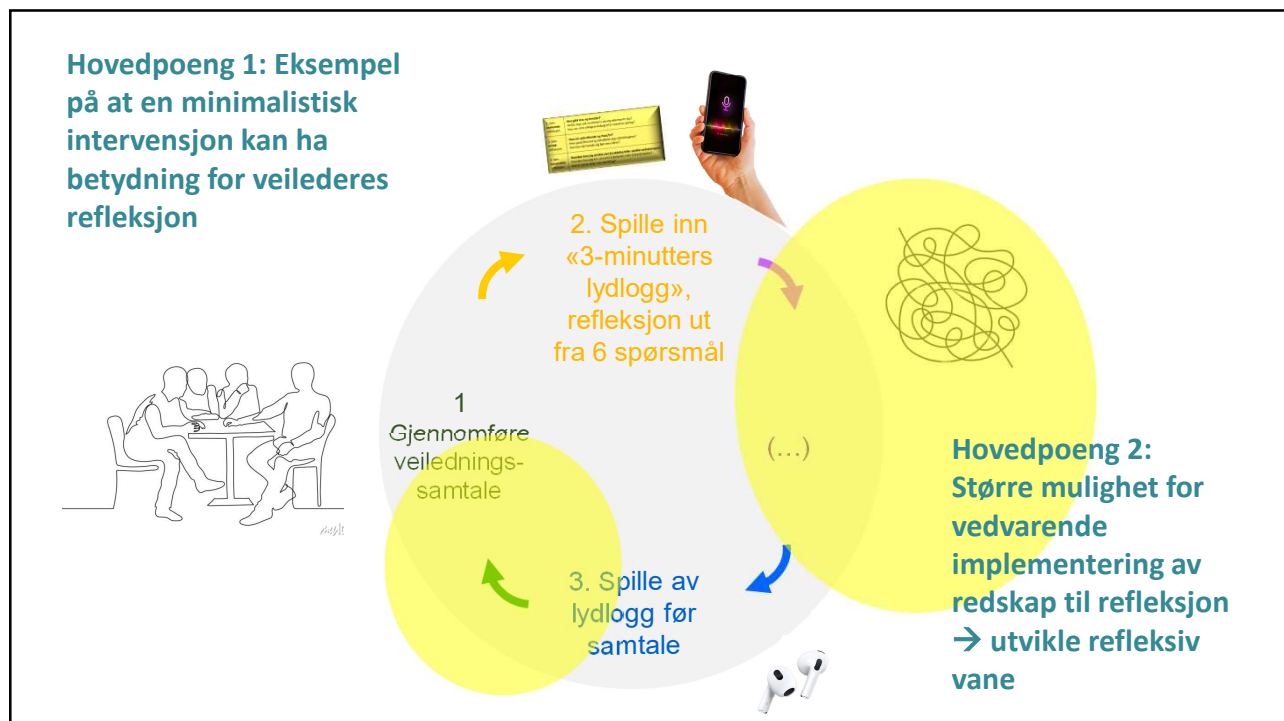 Hovedpoeng 1: Eksempel
på at en minimalistisk
intervensjon kan ha
betydning for veilederes
refleksjon
2. Spille inn
«3-minutters
lydlogg»,
refleksjon ut
fra 6 spørsmål
1
Gjennomføre
veilednings-
samtale
(…)
3. Spille av
lydlogg før
samtale
Hovedpoeng 2:
Større mulighet for
vedvarende
implementering av
redskap til refleksjon
→ utvikle refleksiv
vane